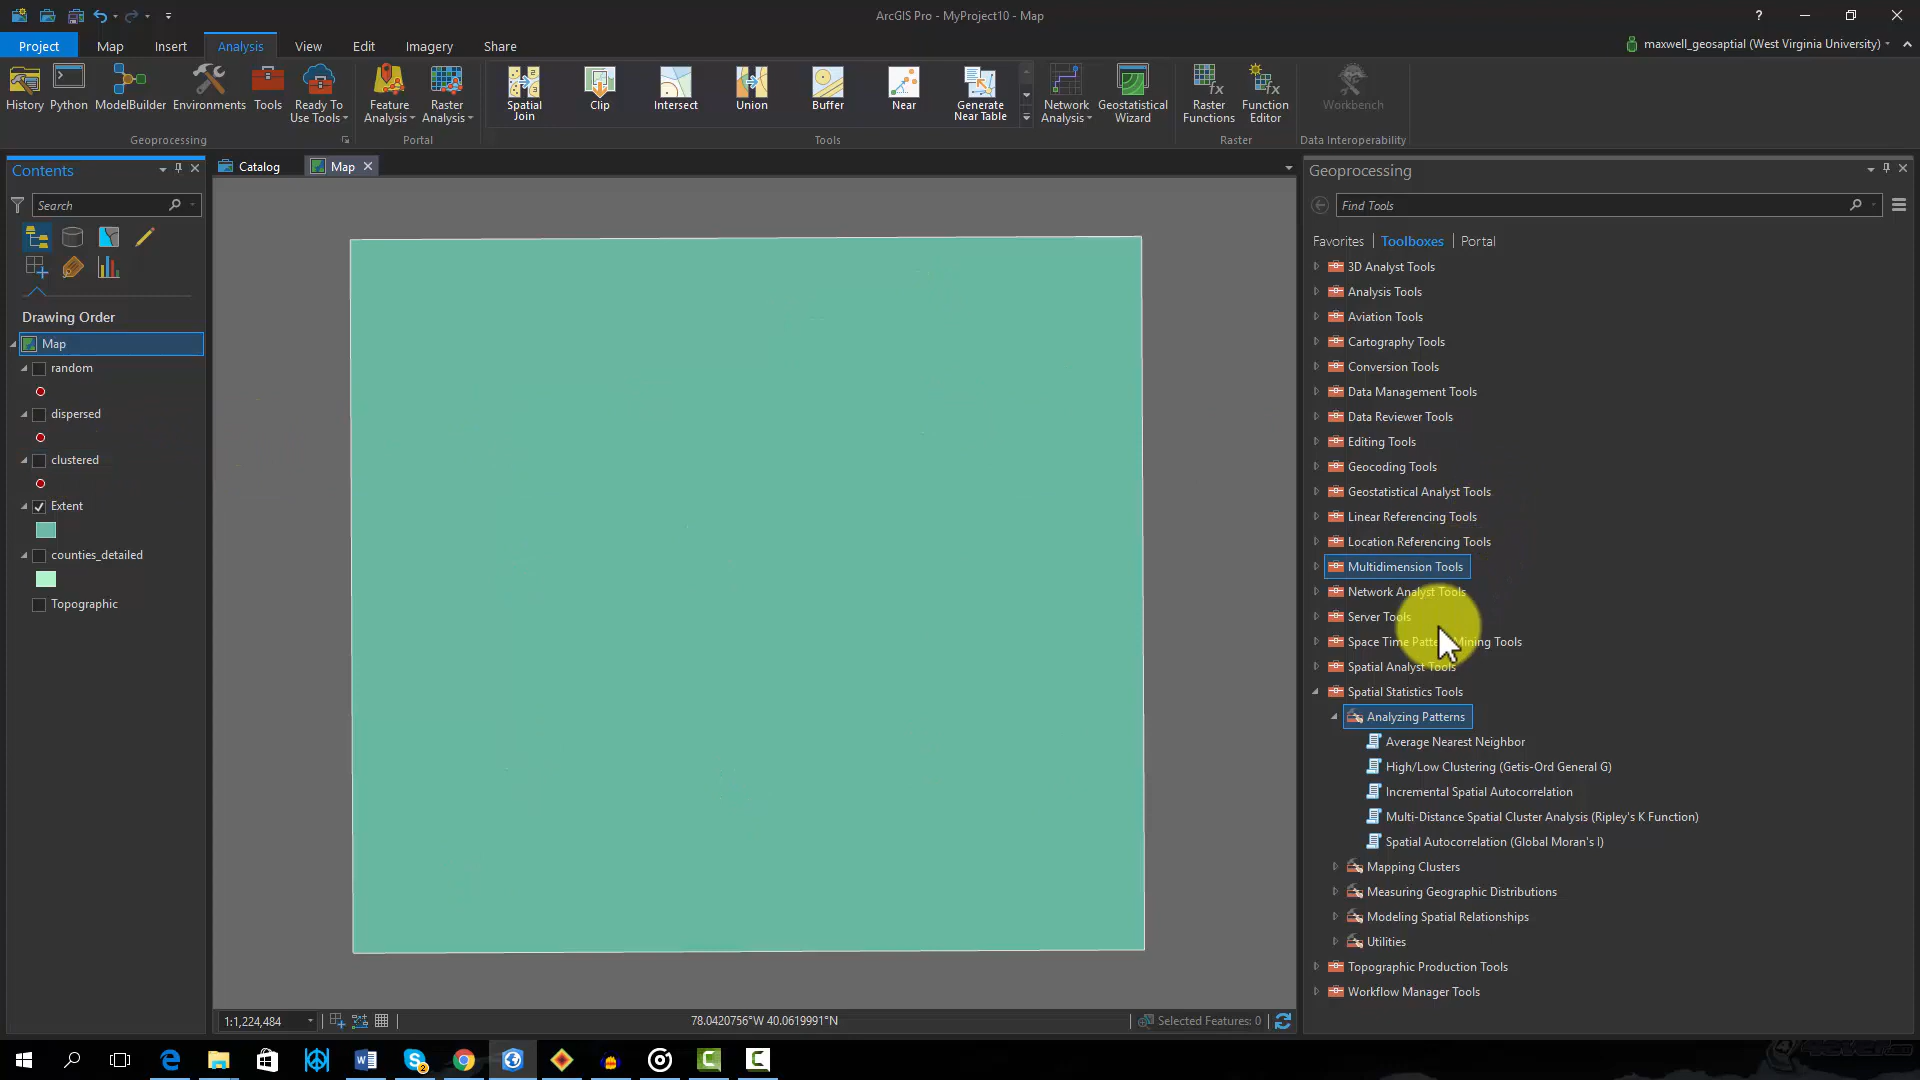 ArcGIS Pro - MyProject10 - Map
?
Project Map Insert Analysis View Edit Imagery Share
maxwell_geosaptial (West Virginia University)
History Python ModelBuilder Environments Tools Ready To Use Tools Feature Analysis Raster Analysis Spatial Join Clip Intersect Union Buffer Near Generate Near Table Network Analysis Geostatistical Wizard Raster Functions Function Editor Workbench
Geoprocessing Portal Tools Raster Data Interoperability
Contents
Search
Drawing Order
Map
random
dispersed
clustered
Extent
counties_detailed
Topographic
Catalog Map
1:1,224,484
78.0420756°W 40.0619991°N
Selected Features: 0
Geoprocessing
Find Tools
Favorites Toolboxes Portal
3D Analyst Tools
Analysis Tools
Aviation Tools
Cartography Tools
Conversion Tools
Data Management Tools
Data Reviewer Tools
Editing Tools
Geocoding Tools
Geostatistical Analyst Tools
Linear Referencing Tools
Location Referencing Tools
Multidimension Tools
Network Analyst Tools
Server Tools
Space Time Pattern Mining Tools
Spatial Analyst Tools
Spatial Statistics Tools
Analyzing Patterns
Average Nearest Neighbor
High/Low Clustering (Getis-Ord General G)
Incremental Spatial Autocorrelation
Multi-Distance Spatial Cluster Analysis (Ripley's K Function)
Spatial Autocorrelation (Global Moran's I)
Mapping Clusters
Measuring Geographic Distributions
Modeling Spatial Relationships
Utilities
Topographic Production Tools
Workflow Manager Tools